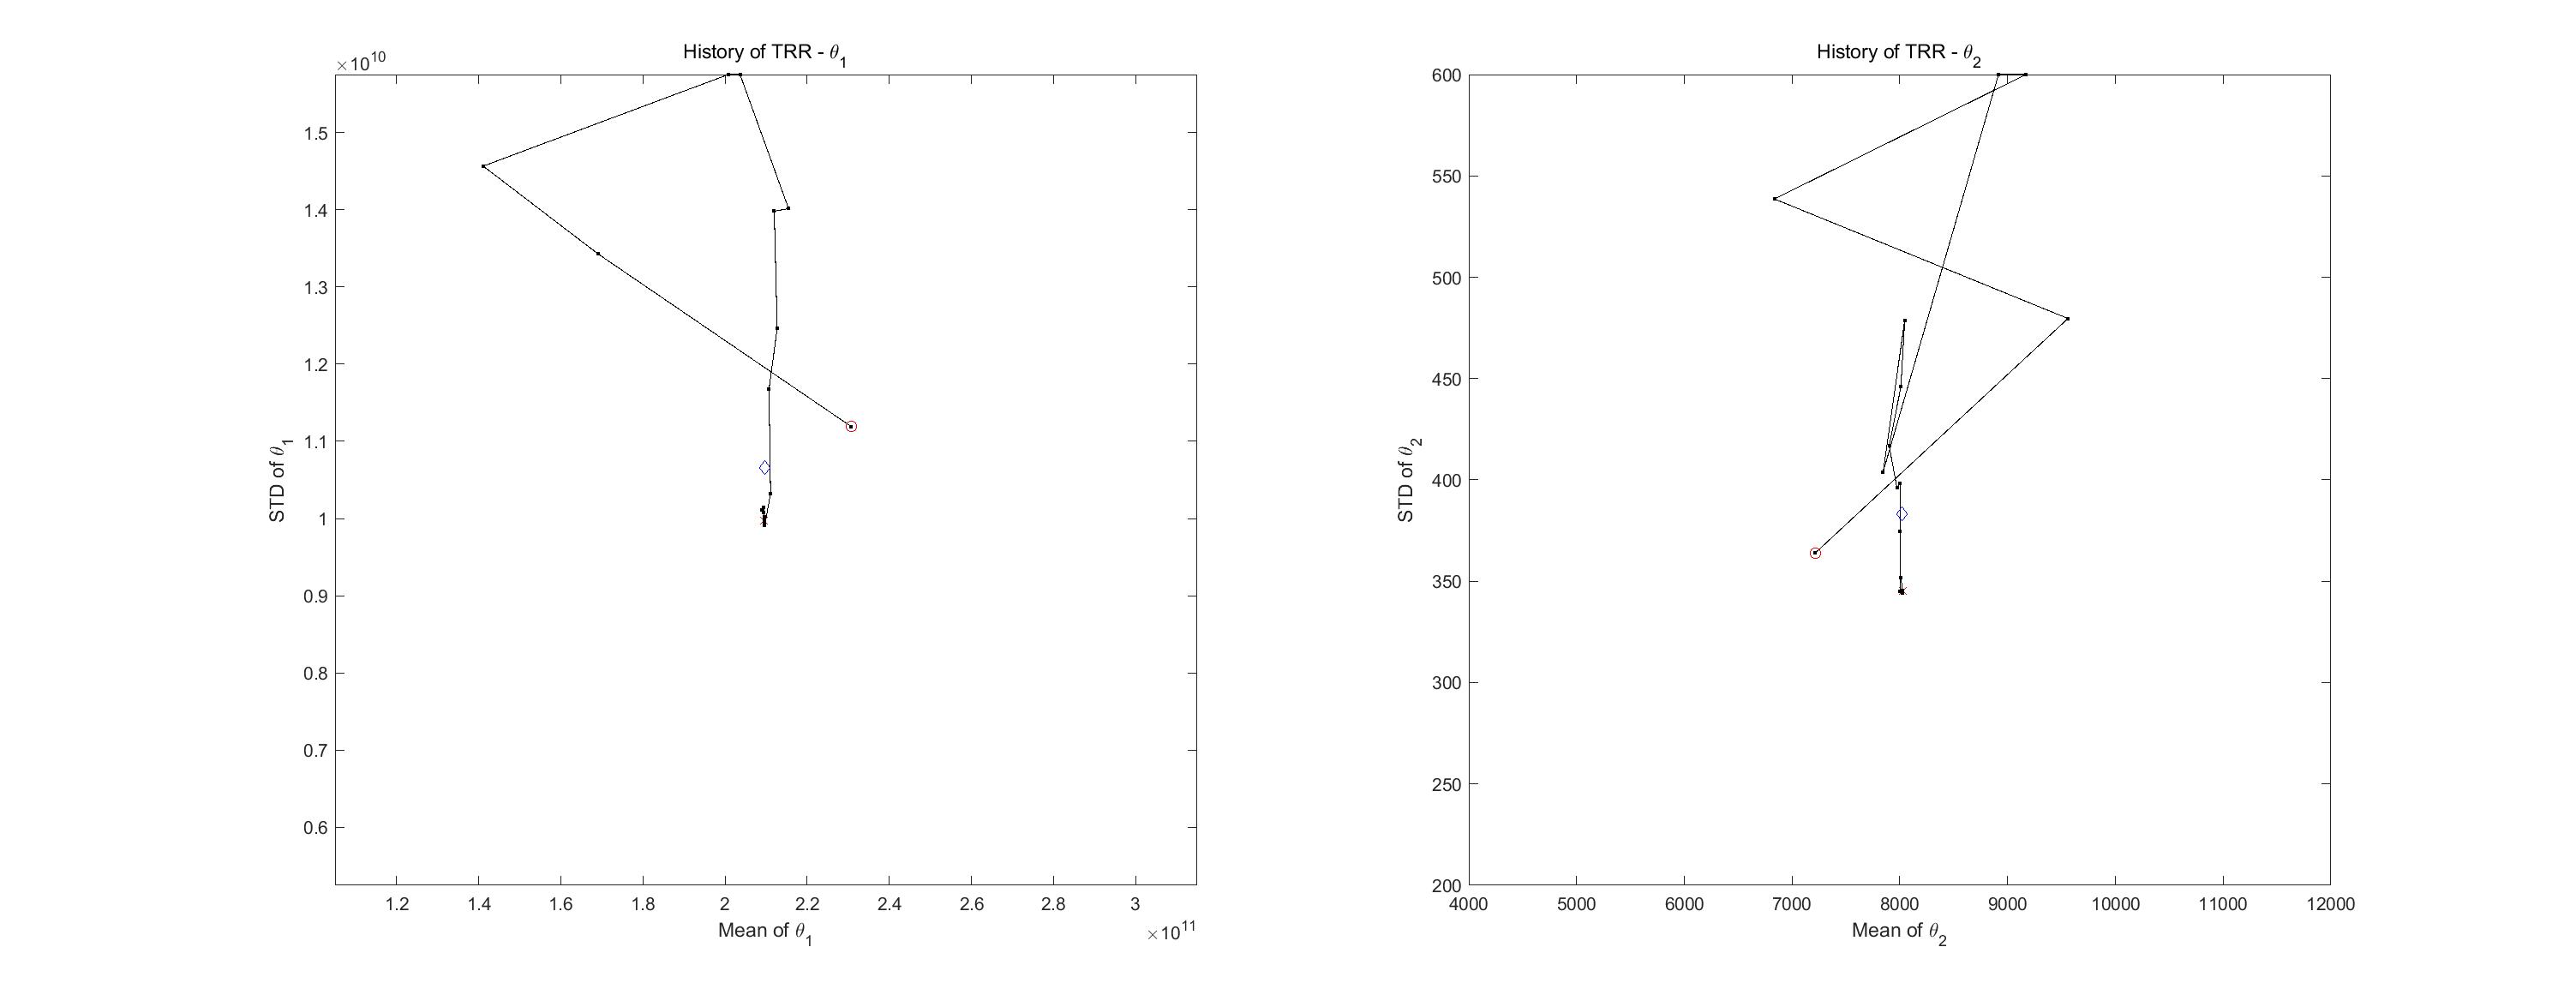 History of TRR - θ1
×10^10
1.5
1.4
1.3
1.2
1.1
1
0.9
0.8
0.7
0.6
STD of θ1
1.2 1.4 1.6 1.8 2 2.2 2.4 2.6 2.8 3
Mean of θ1
×10^11
History of TRR - θ2
600
550
500
450
400
350
300
250
200
STD of θ2
4000 5000 6000 7000 8000 9000 10000 11000 12000
Mean of θ2